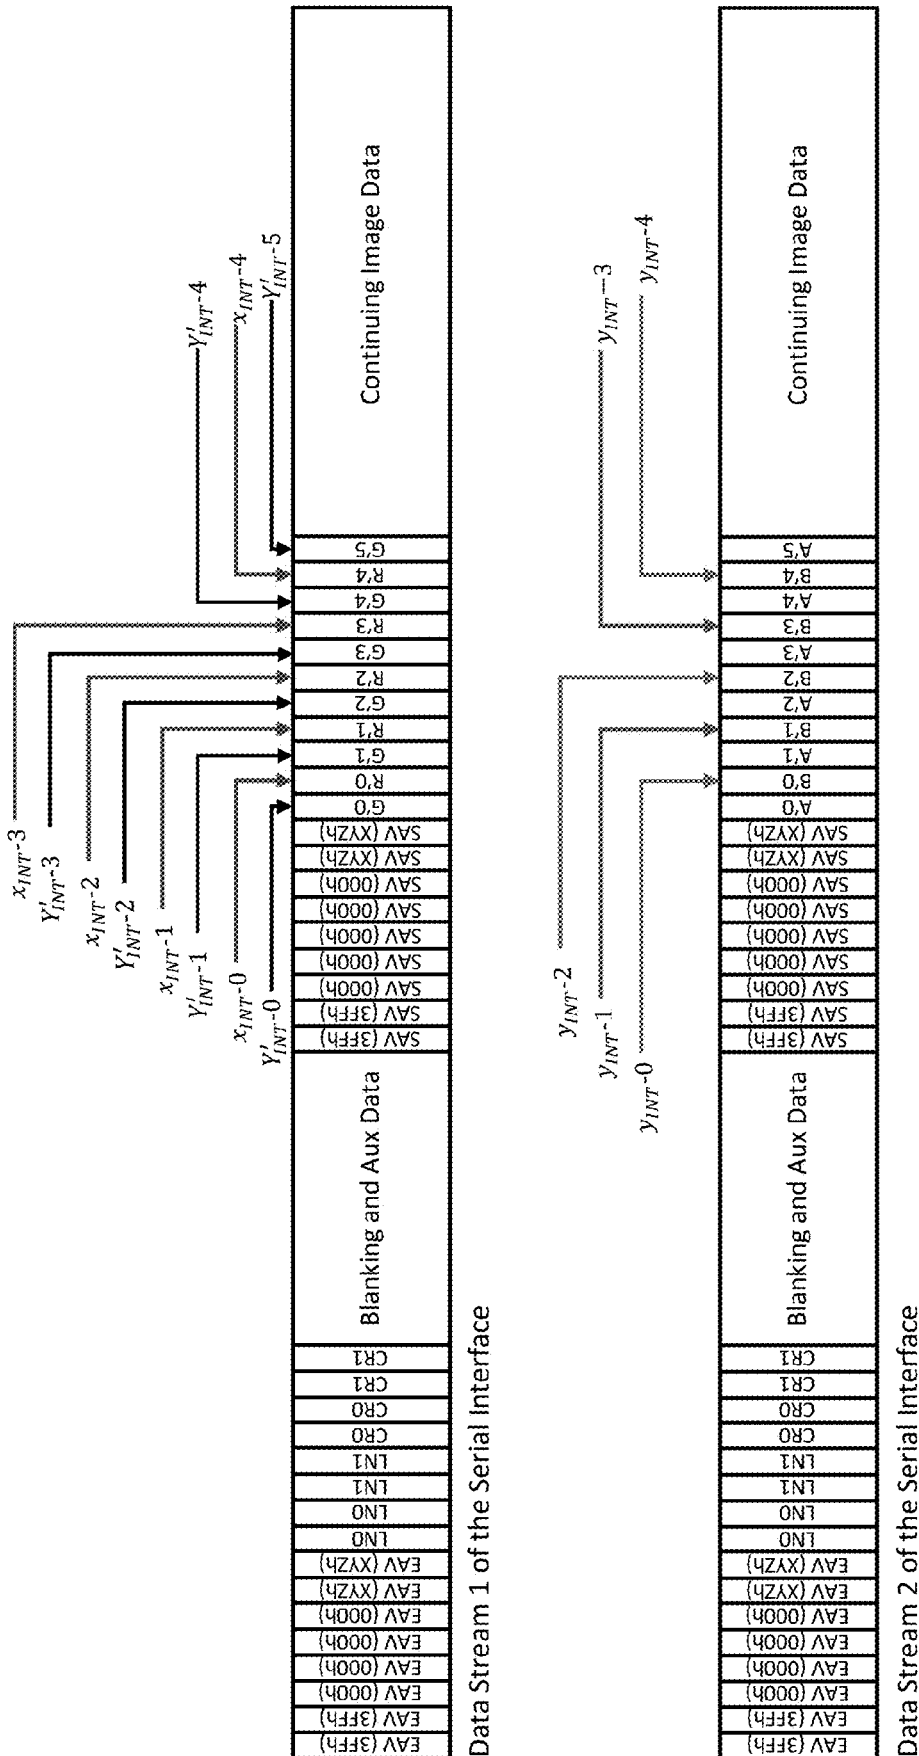 x_INT-3
Y'_INT-3
x_INT-2
Y'_INT-2
x_INT-1
Y'_INT-1
x_INT-0
Y'_INT-0
Y'_INT-4
x_INT-4
Y'_INT-5
EAV (3FFh)
EAV (3FFh)
EAV (000h)
EAV (000h)
EAV (000h)
EAV (000h)
EAV (XYZh)
EAV (XYZh)
LN0
LN0
LN1
LN1
CR0
CR0
CR1
CR1
Blanking and Aux Data
SAV (3FFh)
SAV (3FFh)
SAV (000h)
SAV (000h)
SAV (000h)
SAV (000h)
SAV (000h)
SAV (XYZh)
SAV (XYZh)
G'0
R'0
G'1
R'1
G'2
R'2
G'3
R'3
G'4
R'4
G'5
Continuing Image Data
Data Stream 1 of the Serial Interface
y_INT-2
y_INT-1
y_INT-0
y_INT—3
y_INT-4
EAV (3FFh)
EAV (3FFh)
EAV (000h)
EAV (000h)
EAV (000h)
EAV (000h)
EAV (XYZh)
EAV (XYZh)
LN0
LN0
LN1
LN1
CR0
CR0
CR1
CR1
Blanking and Aux Data
SAV (3FFh)
SAV (3FFh)
SAV (000h)
SAV (000h)
SAV (000h)
SAV (000h)
SAV (000h)
SAV (XYZh)
SAV (XYZh)
A'0
B'0
A'1
B'1
A'2
B'2
A'3
B'3
A'4
B'4
A'5
Continuing Image Data
Data Stream 2 of the Serial Interface